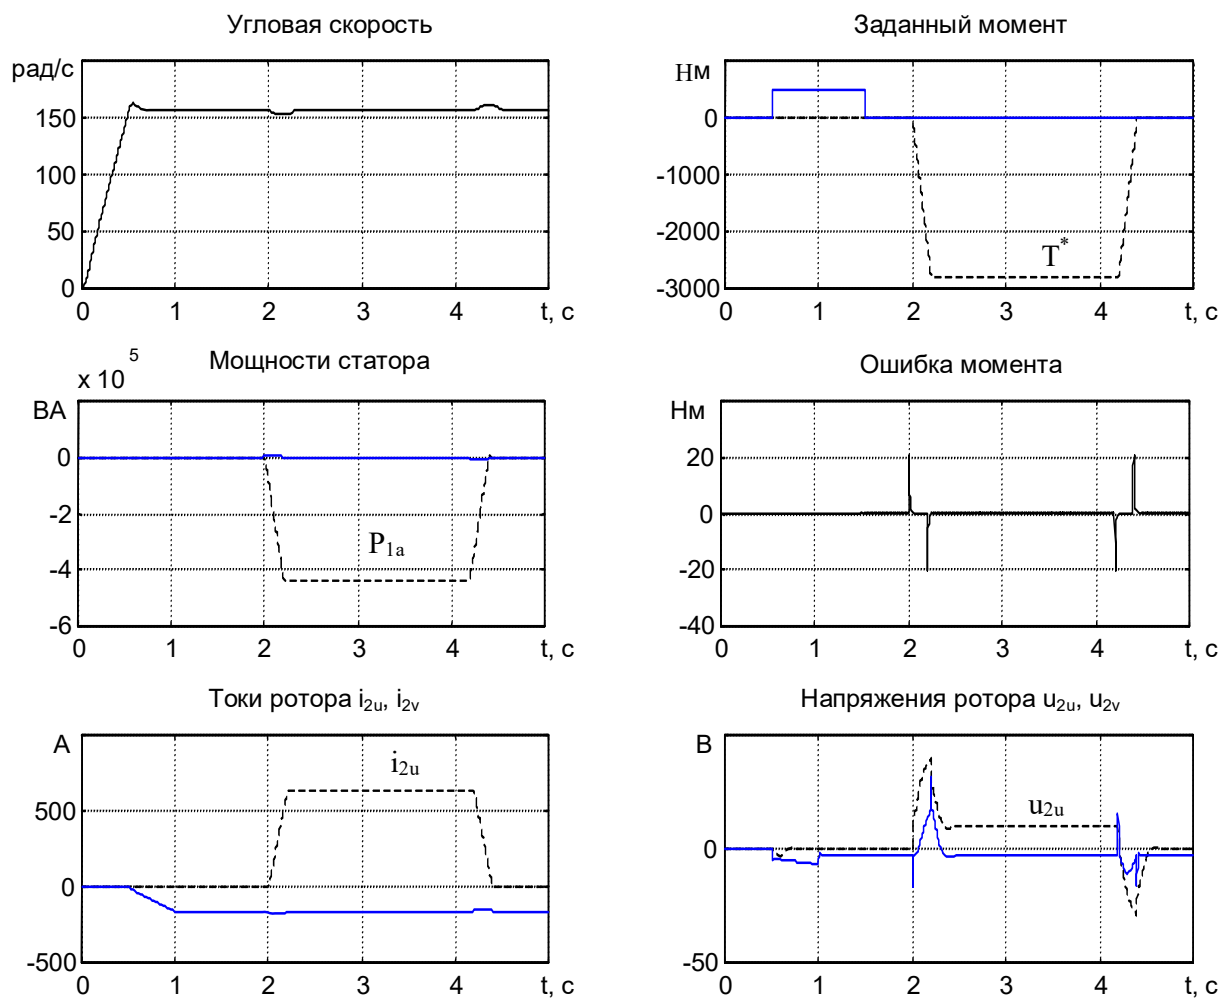 Угловая скорость
рад/с
150
100
50
0
0 1 2 3 4 t, c
Заданный момент
Нм
0
-1000
-2000
-3000
T*
0 1 2 3 4 t, c
Мощности статора
x 10 5
ВА
0
-2
-4
-6
P1a
0 1 2 3 4 t, c
Ошибка момента
Нм
20
0
-20
-40
0 1 2 3 4 t, c
Токи ротора i2u, i2v
А
500
0
-500
i2u
0 1 2 3 4 t, c
Напряжения ротора u2u, u2v
В
0
-50
u2u
0 1 2 3 4 t, c